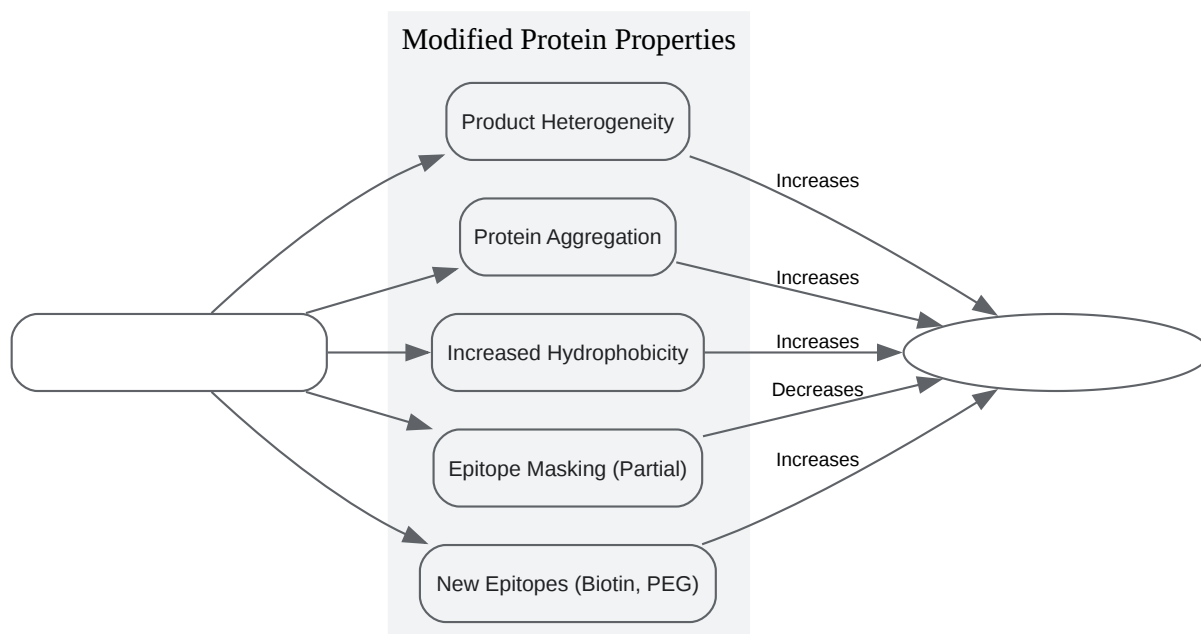 Modified Protein Properties
Product Heterogeneity
Increases
Protein Aggregation
Increases
Increased Hydrophobicity
Increases
Decreases
Epitope Masking (Partial)
Increases
New Epitopes (Biotin, PEG)